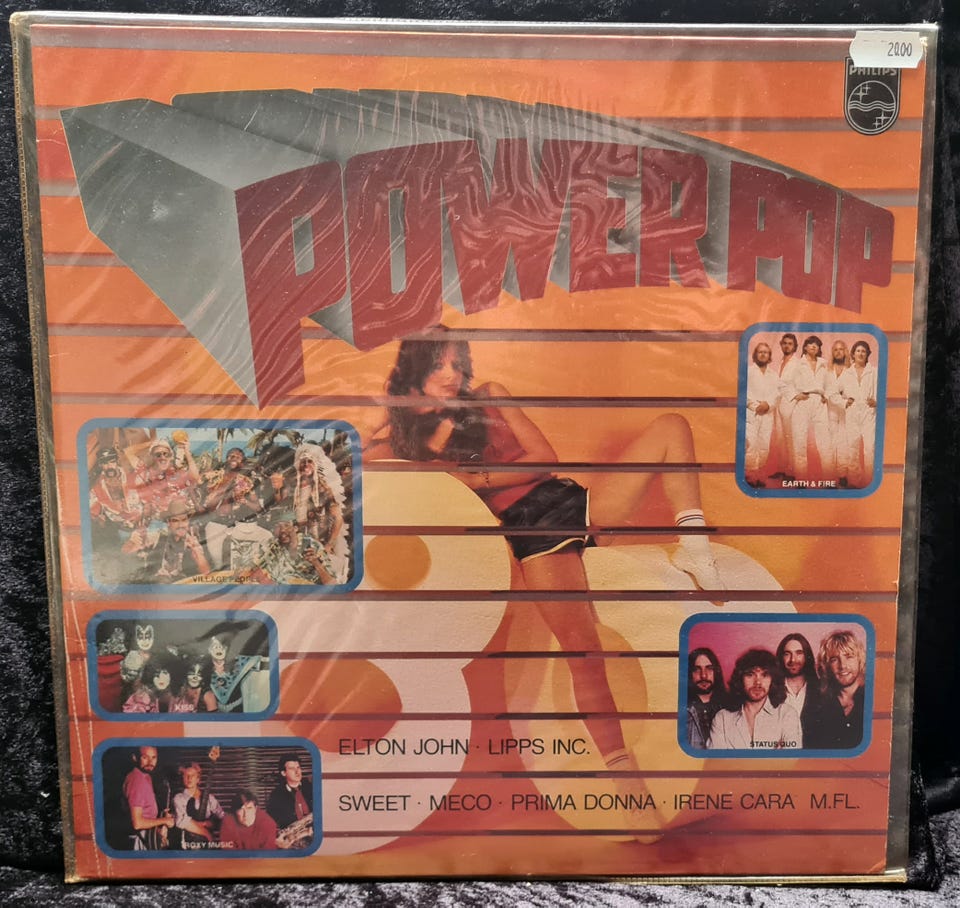 2000
PHILIPS
POWER POP
EARTH & FIRE
VILLAGE PEOPLE
KISS
STATUS QUO
ROXY MUSIC
ELTON JOHN · LIPPS INC.
SWEET · MECO · PRIMA DONNA · IRENE CARA M.FL.